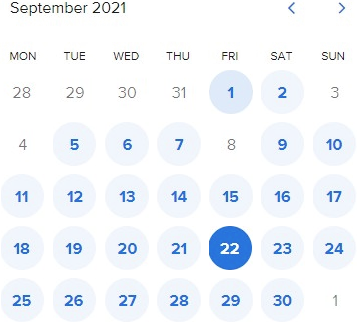 September 2021
MON TUE WED THU FRI SAT SUN
28 29 30 31 1 2 3
4 5 6 7 8 9 10
11 12 13 14 15 16 17
18 19 20 21 22 23 24
25 26 27 28 29 30 1